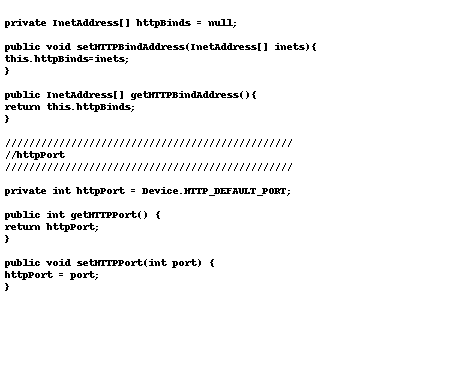 private InetAddress[] httpBinds = null;
public void setHTTPBindAddress(InetAddress[] inets){
this.httpBinds=inets;
}
public InetAddress[] getHTTPBindAddress(){
return this.httpBinds;
}
////////////////////////////////////////////////
//httpPort
////////////////////////////////////////////////
private int httpPort = Device.HTTP_DEFAULT_PORT;
public int getHTTPPort() {
return httpPort;
}
public void setHTTPPort(int port) {
httpPort = port;
}